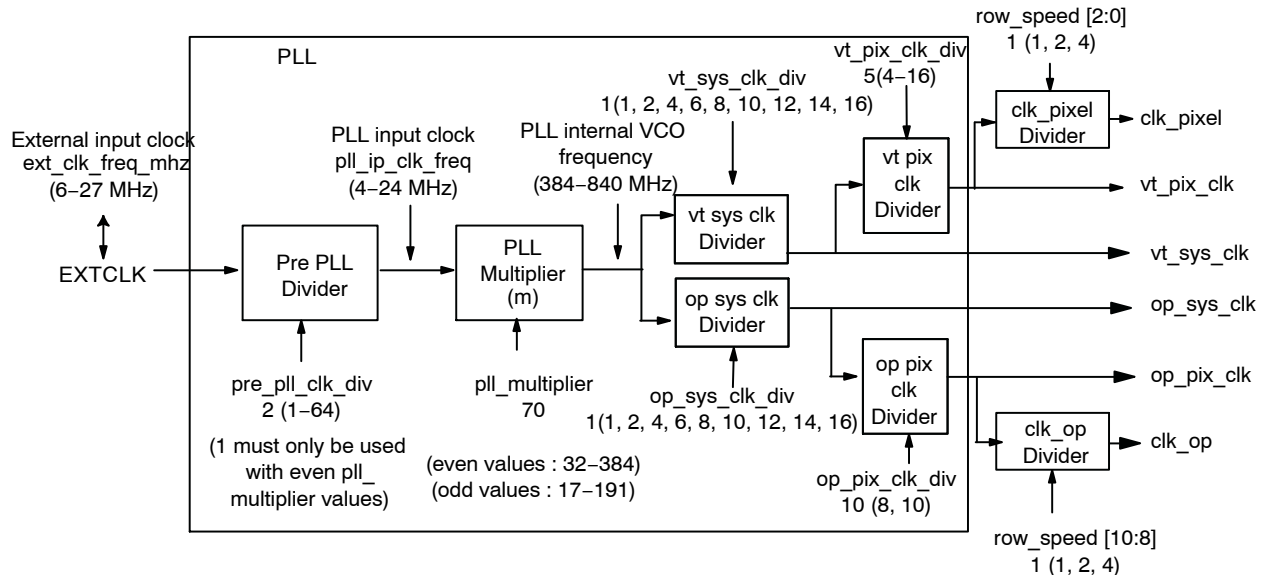 row_speed [2:0]
1 (1, 2, 4)
PLL
vt_pix_clk_div
5(4−16)
vt_sys_clk_div
1(1, 2, 4, 6, 8, 10, 12, 14, 16)
clk_pixel
Divider
clk_pixel
External input clock
ext_clk_freq_mhz
(6−27 MHz)
PLL input clock
pll_ip_clk_freq
(4−24 MHz)
PLL internal VCO
frequency
(384−840 MHz)
vt pix
clk
Divider
vt_pix_clk
vt sys clk
Divider
vt_sys_clk
EXTCLK
Pre PLL
Divider
PLL
Multiplier
(m)
op sys clk
Divider
op_sys_clk
op pix
clk
Divider
op_pix_clk
pre_pll_clk_div
2 (1−64)
(1 must only be used
with even pll_
multiplier values)
pll_multiplier
70
(even values : 32−384)
(odd values : 17−191)
op_sys_clk_div
1(1, 2, 4, 6, 8, 10, 12, 14, 16)
clk_op
Divider
clk_op
op_pix_clk_div
10 (8, 10)
row_speed [10:8]
1 (1, 2, 4)